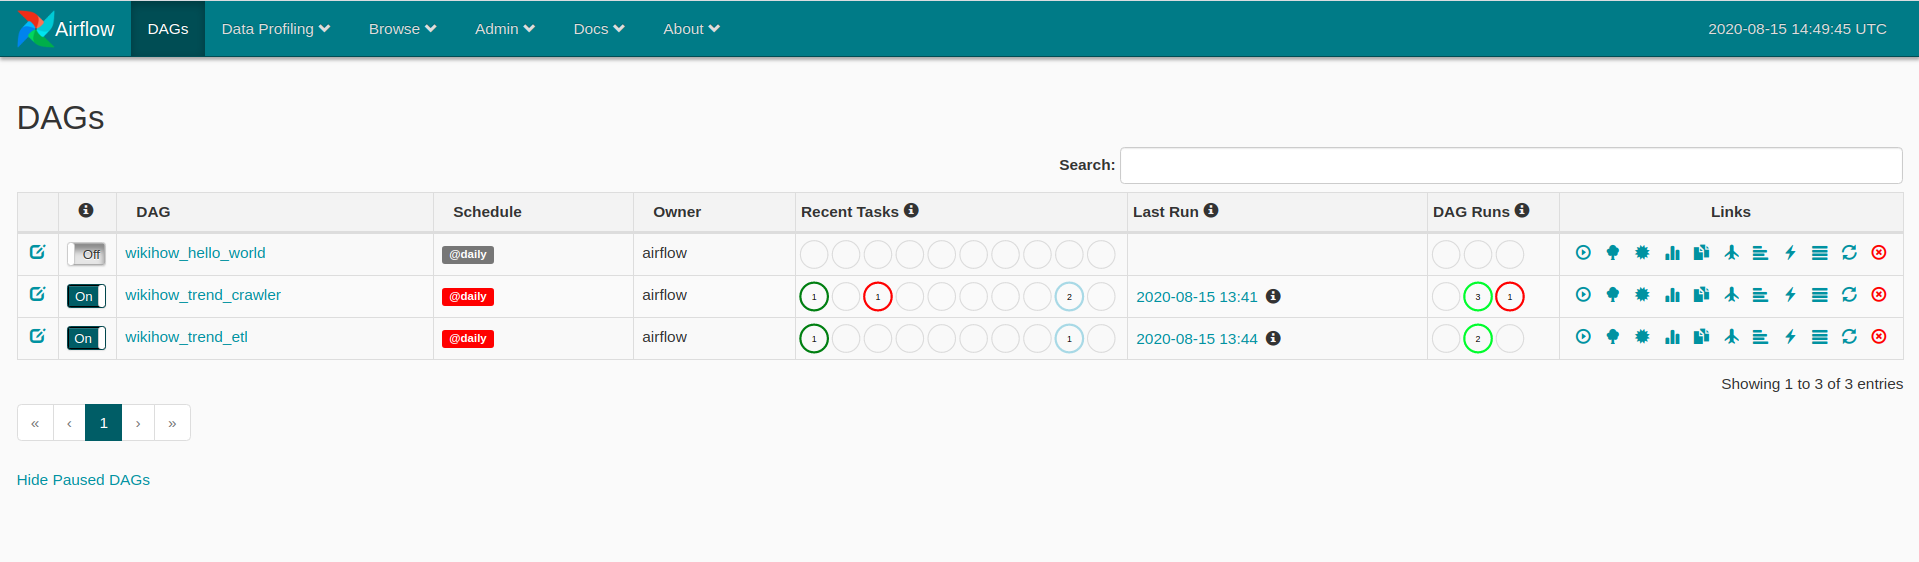 Airflow DAGs Data Profiling Browse Admin Docs About 2020-08-15 14:49:45 UTC
DAGs
Search:
DAG Schedule Owner Recent Tasks Last Run DAG Runs Links
Off wikihow_hello_world @daily airflow
On wikihow_trend_crawler @daily airflow 1 1 2 2020-08-15 13:41 3 1
On wikihow_trend_etl @daily airflow 1 1 2020-08-15 13:44 2
Showing 1 to 3 of 3 entries
« ‹ 1 › »
Hide Paused DAGs